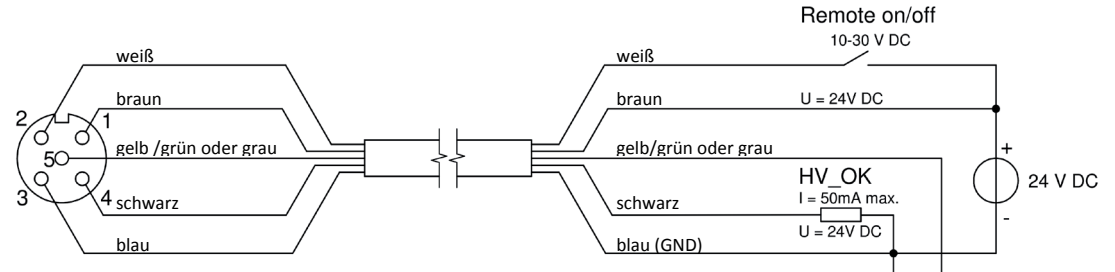 Remote on/off
10-30 V DC
weiß
weiß
braun
braun
U = 24V DC
2
1
gelb /grün oder grau
gelb/grün oder grau
5
+
24 V DC
-
HV_OK
I = 50mA max.
3
4
schwarz
schwarz
U = 24V DC
blau
blau (GND)